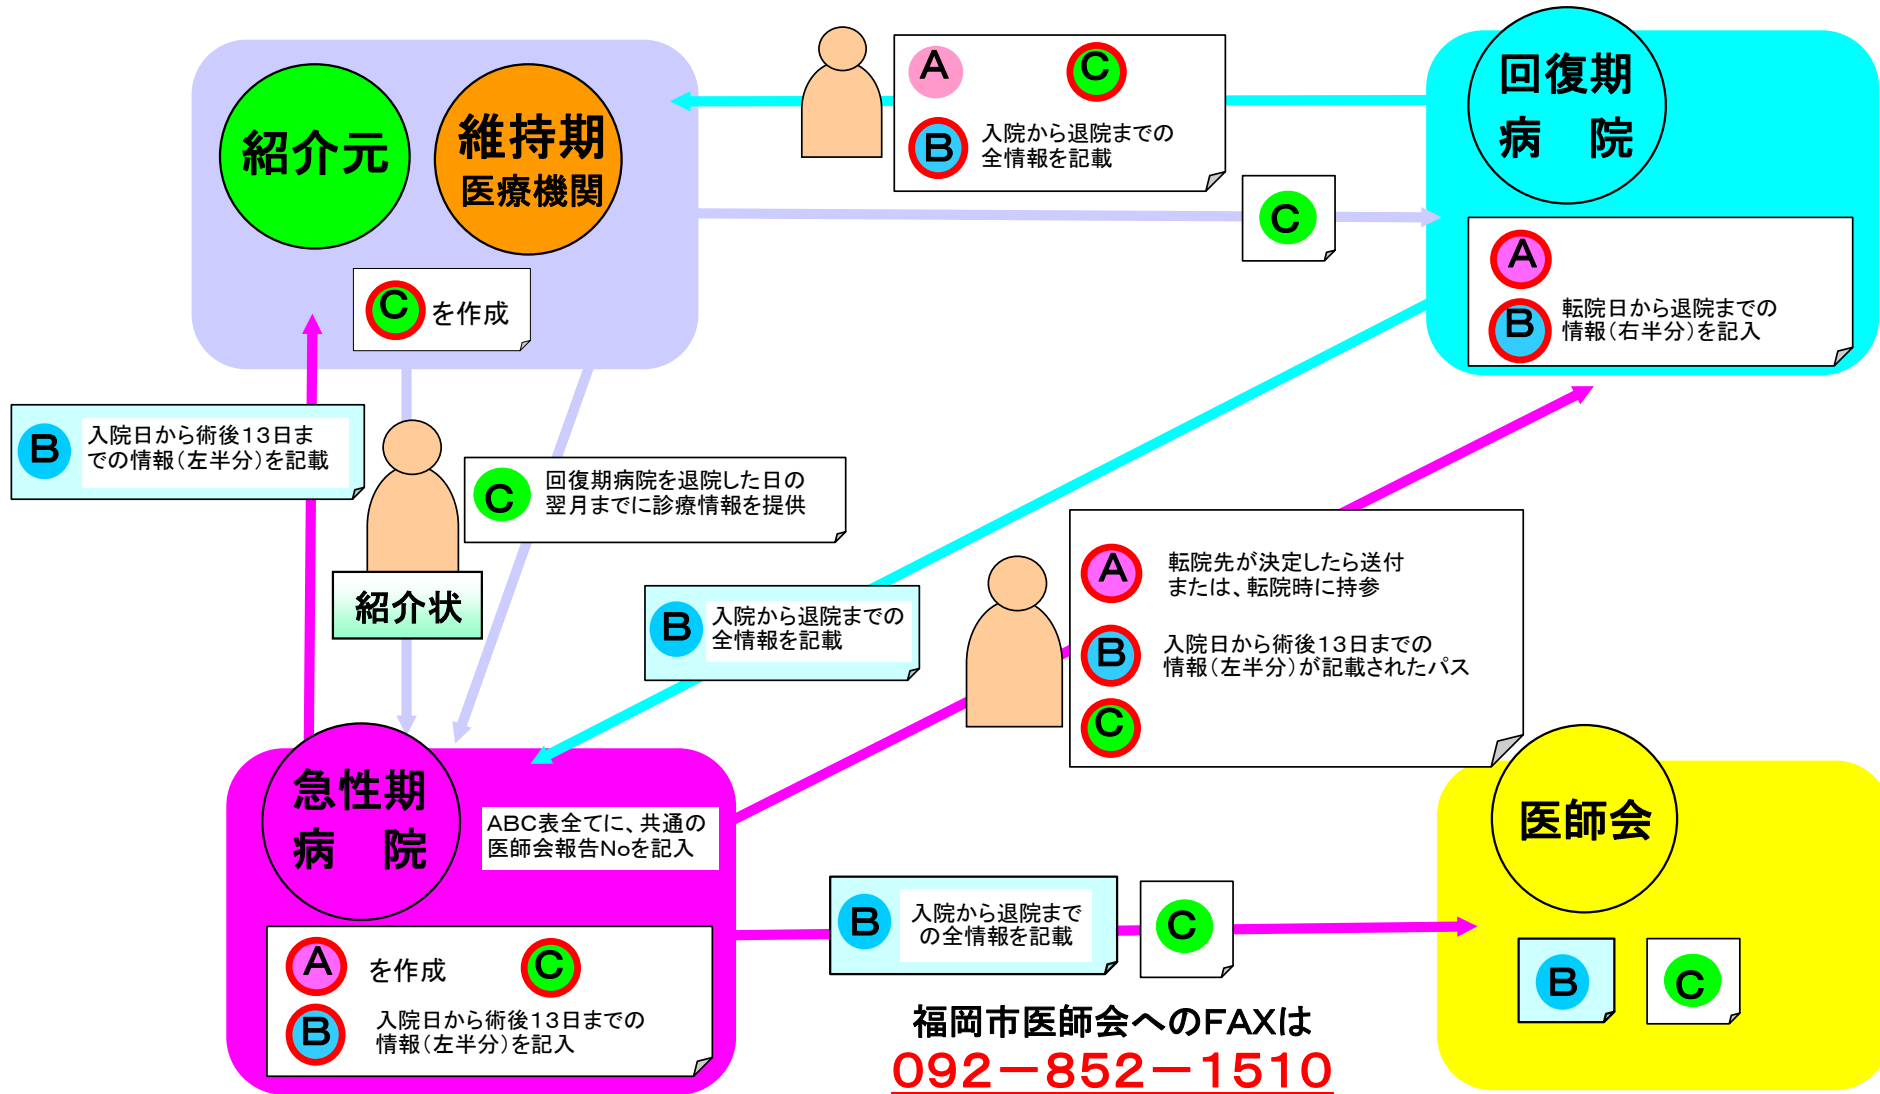 紹介元
維持期
医療機関
C を作成
A C
B 入院から退院までの
全情報を記載
回復期
病　院
C
A
B 転院日から退院までの
情報（右半分）を記入
B 入院日から術後13日ま
での情報（左半分）を記載
紹介状
C 回復期病院を退院した日の
翌月までに診療情報を提供
B 入院から退院までの
全情報を記載
A 転院先が決定したら送付
または、転院時に持参
B 入院日から術後13日までの
情報（左半分）が記載されたパス
C
急性期
病　院
ABC表全てに、共通の
医師会報告Noを記入
A を作成 C
B 入院日から術後13日までの
情報（左半分）を記入
B 入院から退院まで
の全情報を記載
C
医師会
B C
福岡市医師会へのFAXは
092－852－1510